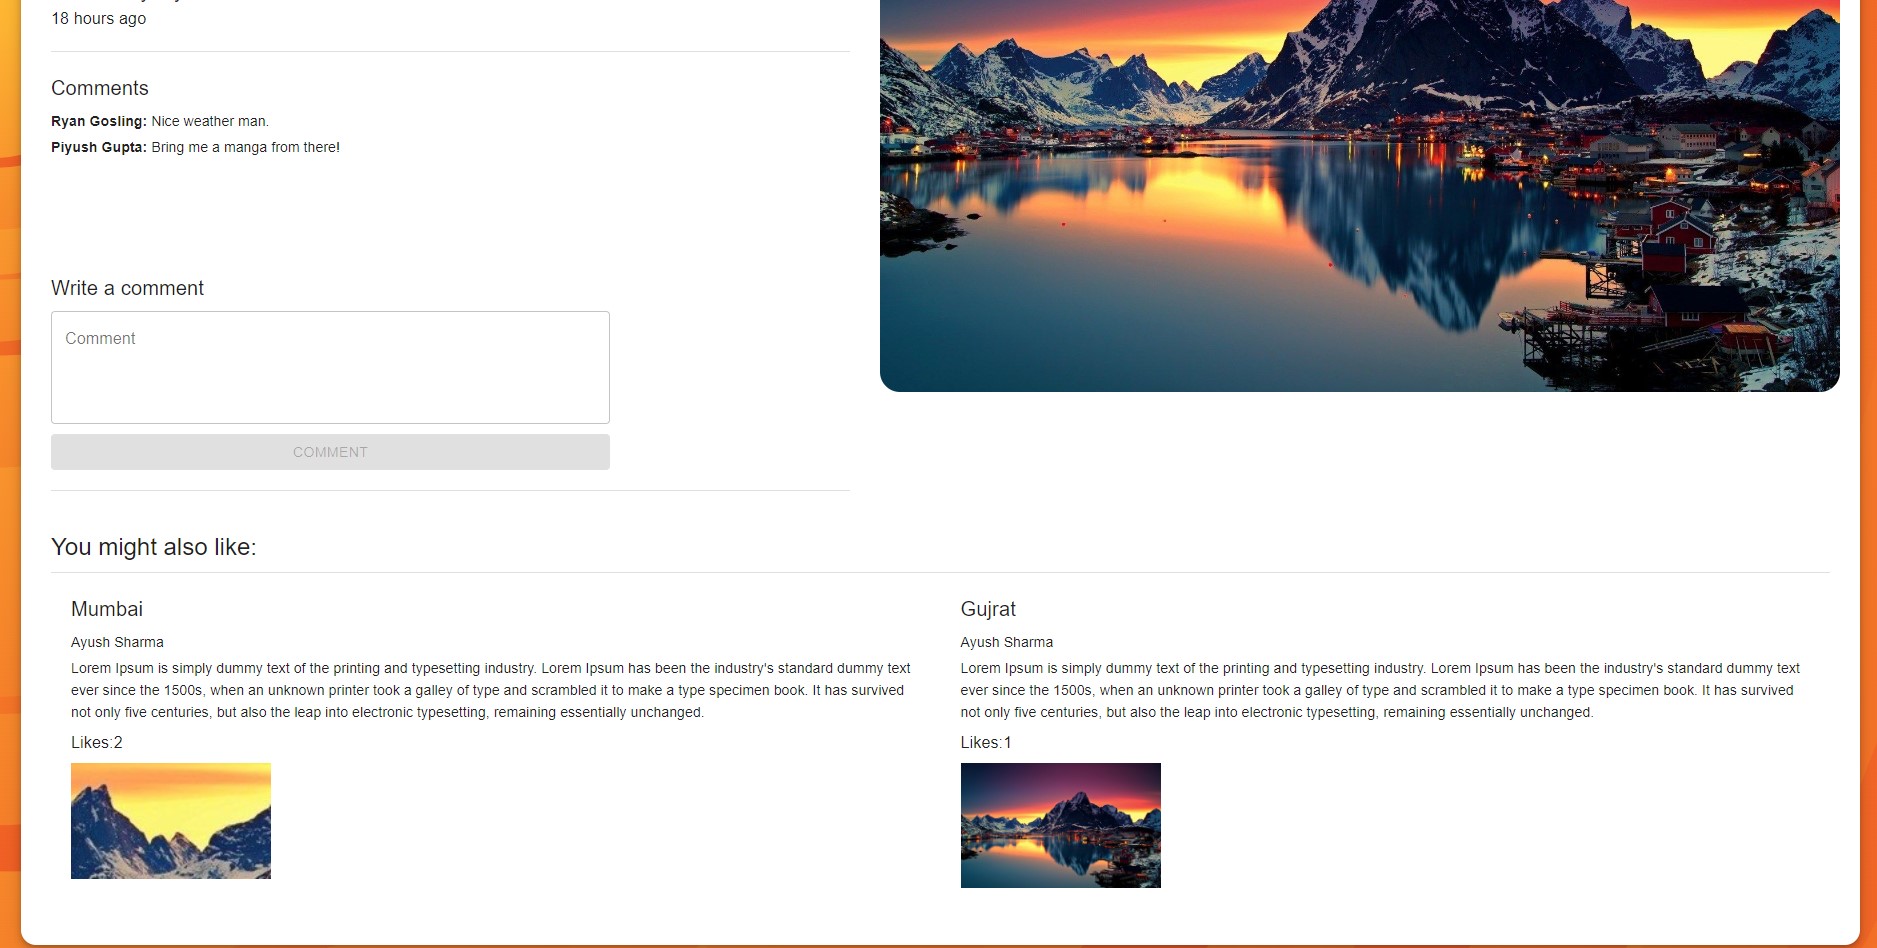 18 hours ago
Comments
Ryan Gosling: Nice weather man.
Piyush Gupta: Bring me a manga from there!
Write a comment
Comment
COMMENT
You might also like:
Mumbai
Ayush Sharma
Lorem Ipsum is simply dummy text of the printing and typesetting industry. Lorem Ipsum has been the industry's standard dummy text
ever since the 1500s, when an unknown printer took a galley of type and scrambled it to make a type specimen book. It has survived
not only five centuries, but also the leap into electronic typesetting, remaining essentially unchanged.
Likes:2
Gujrat
Ayush Sharma
Lorem Ipsum is simply dummy text of the printing and typesetting industry. Lorem Ipsum has been the industry's standard dummy text
ever since the 1500s, when an unknown printer took a galley of type and scrambled it to make a type specimen book. It has survived
not only five centuries, but also the leap into electronic typesetting, remaining essentially unchanged.
Likes:1